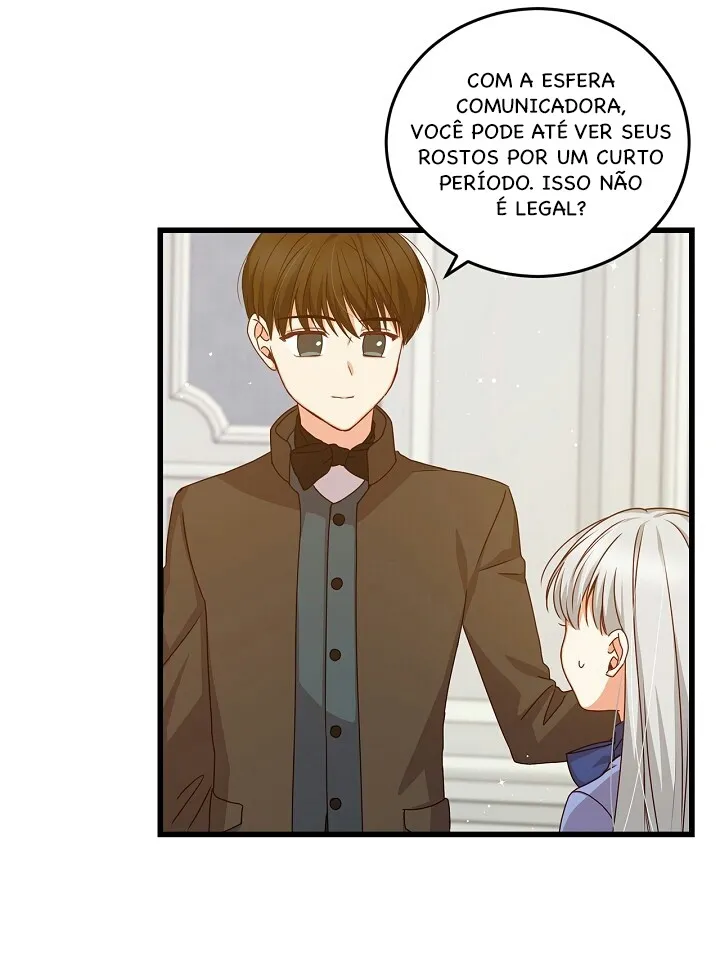 COM A ESFERA
COMUNICADORA,
VOCÊ PODE ATÉ VER SEUS
ROSTOS POR UM CURTO
PERÍODO. ISSO NÃO
É LEGAL?